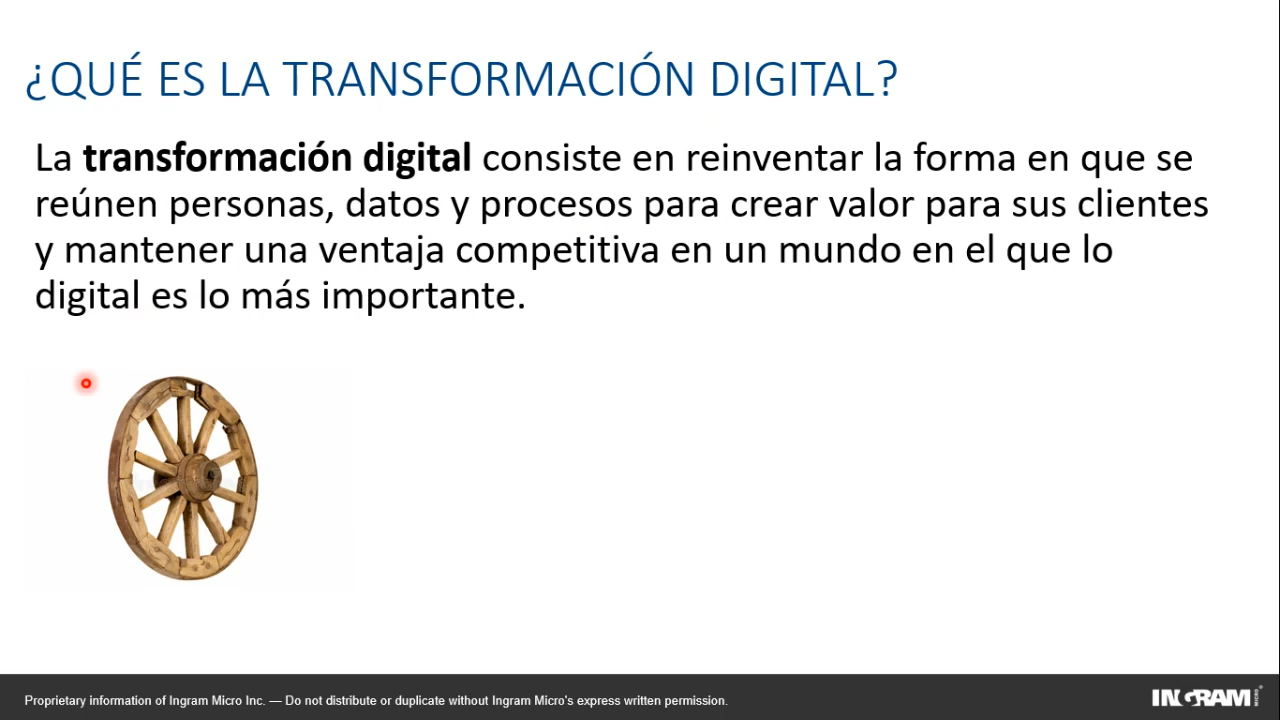 ¿QUÉ ES LA TRANSFORMACIÓN DIGITAL?
La transformación digital consiste en reinventar la forma en que se
reúnen personas, datos y procesos para crear valor para sus clientes
y mantener una ventaja competitiva en un mundo en el que lo
digital es lo más importante.
Proprietary information of Ingram Micro Inc. — Do not distribute or duplicate without Ingram Micro's express written permission.
INGRAM MICRO®